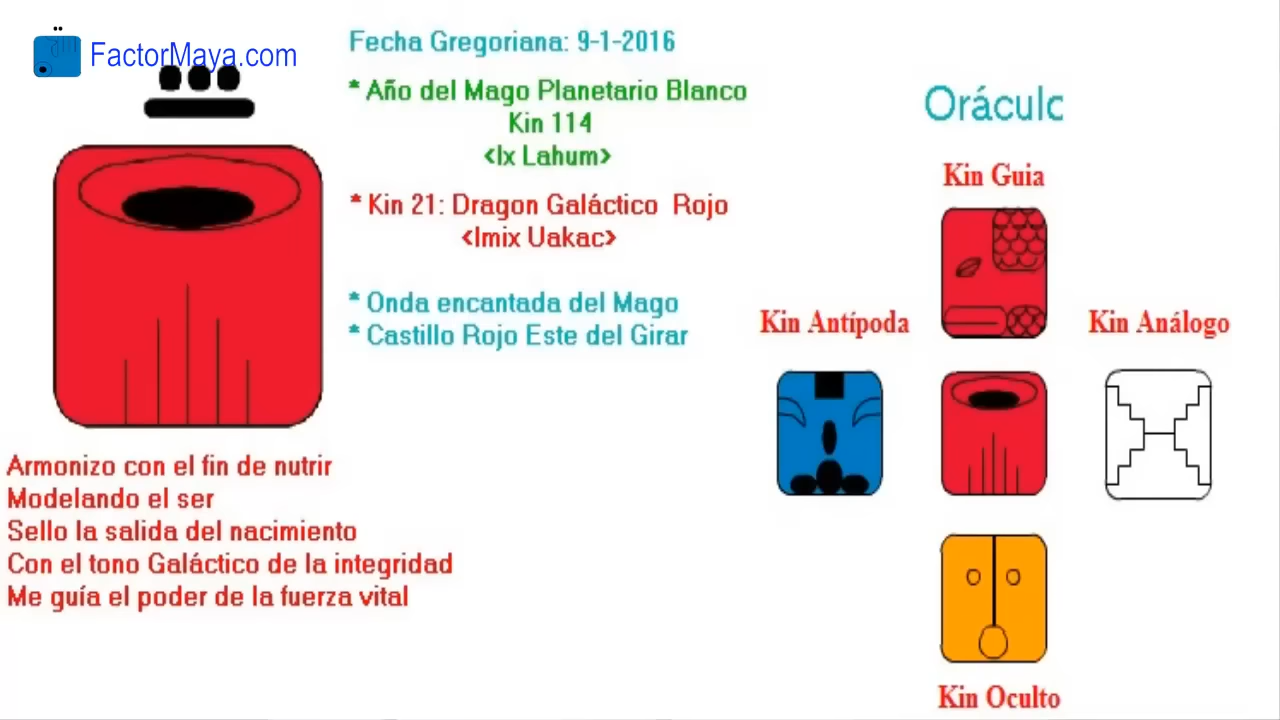 FactorMaya.com
Fecha Gregoriana: 9-1-2016
* Año del Mago Planetario Blanco
Kin 114
<Ix Lahum>
* Kin 21: Dragon Galáctico Rojo
<Imix Uakac>
* Onda encantada del Mago
* Castillo Rojo Este del Girar
Armonizo con el fin de nutrir
Modelando el ser
Sello la salida del nacimiento
Con el tono Galáctico de la integridad
Me guía el poder de la fuerza vital
Oráculo
Kin Guia
Kin Antípoda
Kin Análogo
Kin Oculto